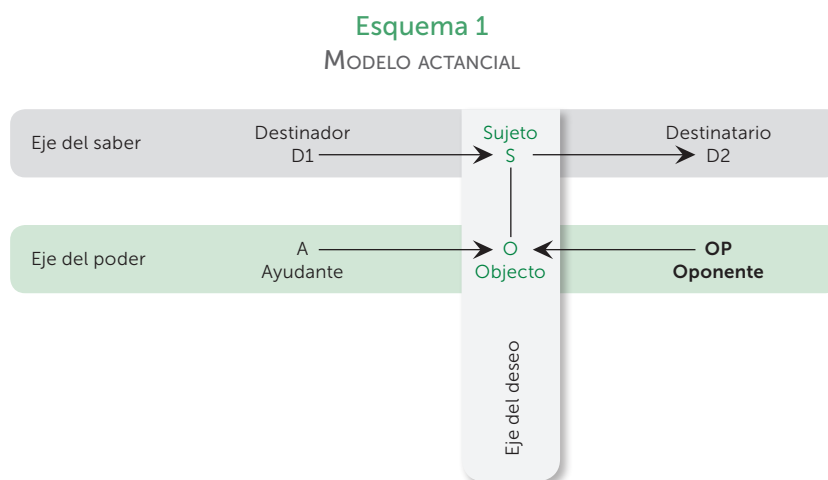 Esquema 1
Modelo actancial
Eje del saber
Destinador
D1
Sujeto
S
Destinatario
D2
Eje del poder
A
Ayudante
O
Objecto
OP
Oponente
Eje del deseo